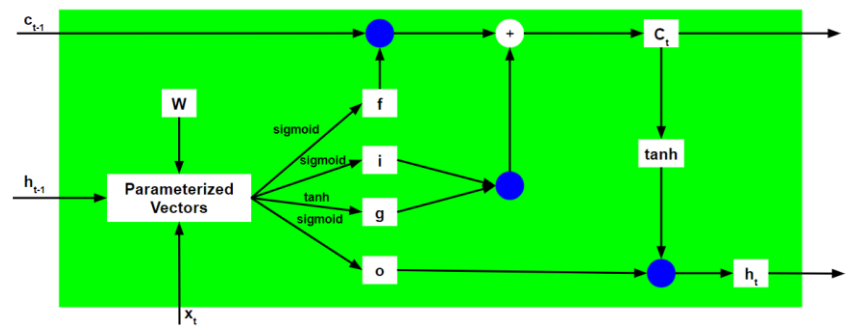 c_t-1
+
C_t
W
f
sigmoid
sigmoid
i
tanh
h_t-1
Parameterized
Vectors
tanh
g
sigmoid
o
h_t
x_t